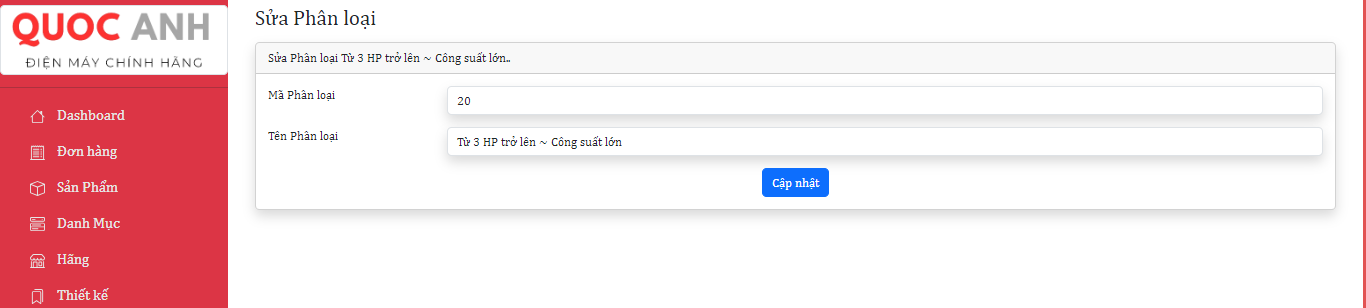 QUOC ANH
ĐIỆN MÁY CHÍNH HÃNG
Dashboard
Đơn hàng
Sản Phẩm
Danh Mục
Hãng
Thiết kế
Sửa Phân loại
Sửa Phân loại Từ 3 HP trở lên ~ Công suất lớn..
Mã Phân loại
20
Tên Phân loại
Từ 3 HP trở lên ~ Công suất lớn
Cập nhật